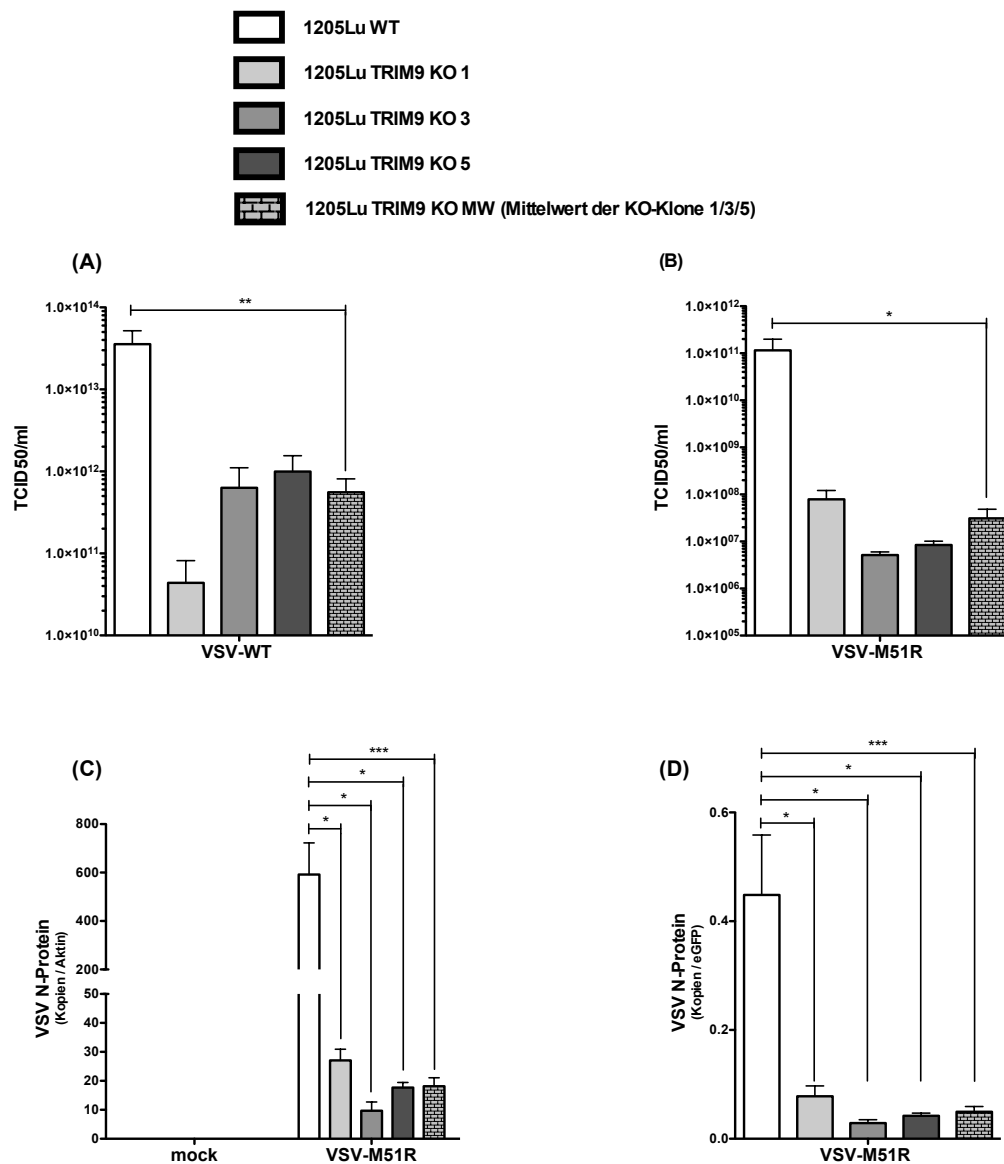 1205Lu WT
1205Lu TRIM9 KO 1
1205Lu TRIM9 KO 3
1205Lu TRIM9 KO 5
1205Lu TRIM9 KO MW (Mittelwert der KO-Klone 1/3/5)
(A)
**
1.0×10¹⁴
1.0×10¹³
1.0×10¹²
1.0×10¹¹
1.0×10¹⁰
TCID50/ml
VSV-WT
(B)
*
1.0×10¹²
1.0×10¹¹
1.0×10¹⁰
1.0×10⁰⁹
1.0×10⁰⁸
1.0×10⁰⁷
1.0×10⁰⁶
1.0×10⁰⁵
TCID50/ml
VSV-M51R
(C)
***
*
*
*
800
600
400
200
50
40
30
20
10
0
VSV N-Protein
(Kopien / Aktin)
mock
VSV-M51R
(D)
***
*
*
*
0.6
0.4
0.2
0.0
VSV N-Protein
(Kopien / eGFP)
VSV-M51R